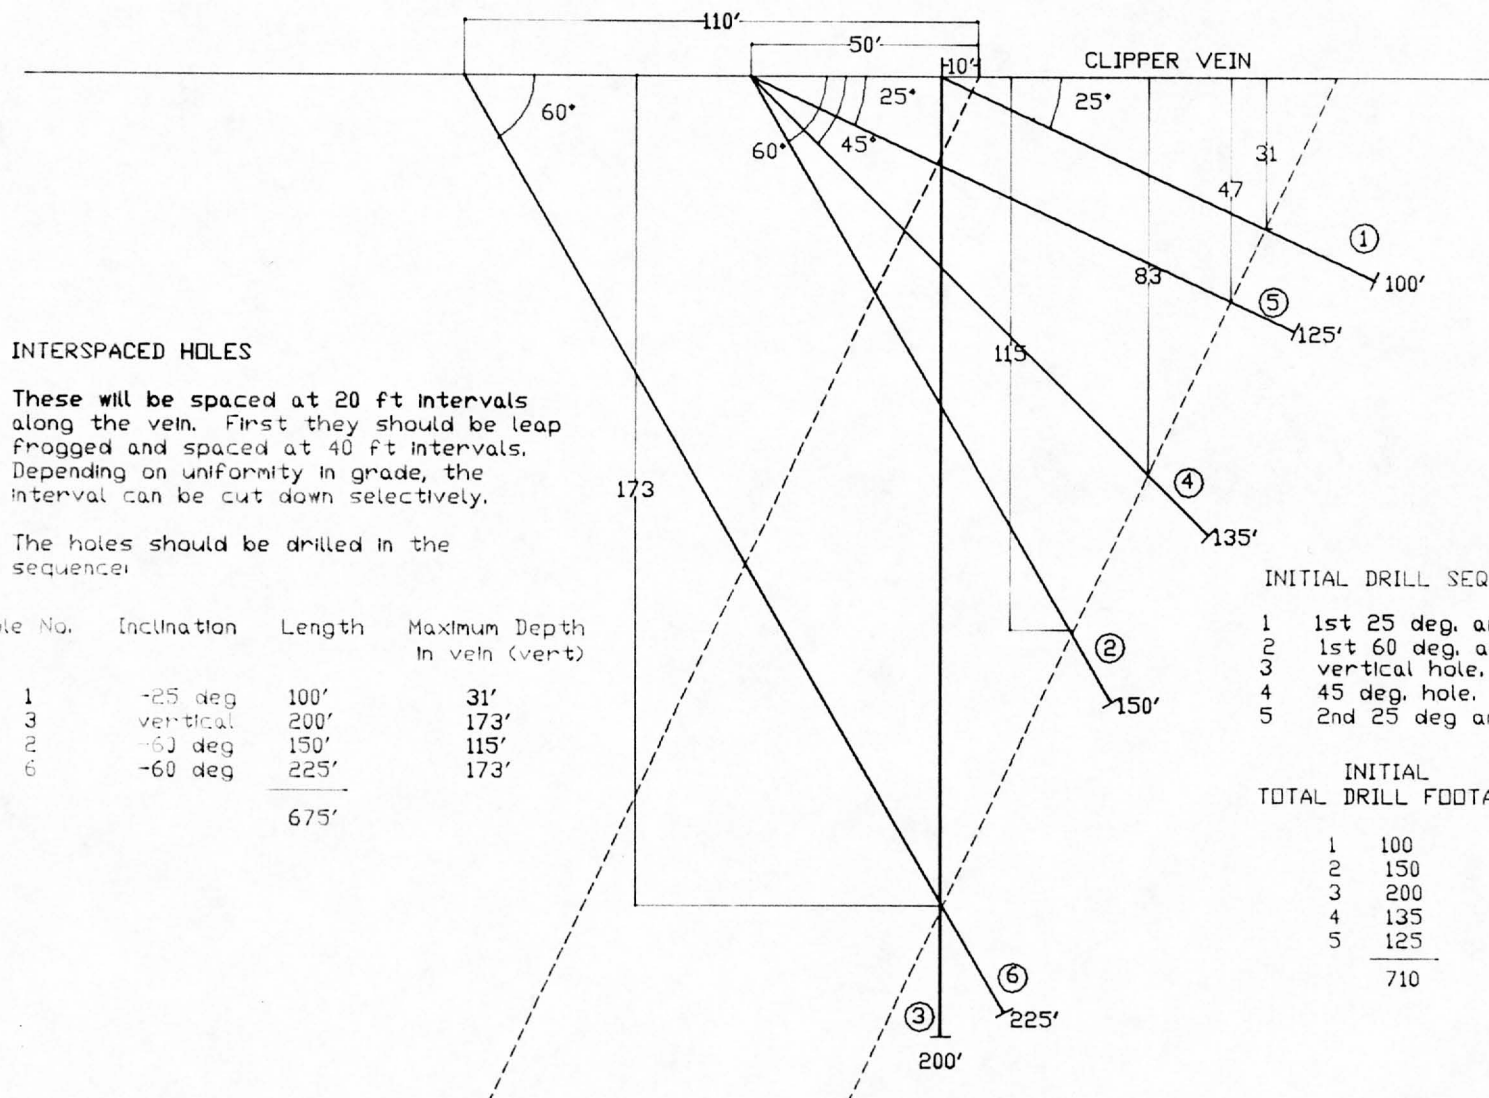 110'
50'
10'
CLIPPER VEIN
60°
25°
45°
60°
25°
31
47
1
100'
83
5
125'
115
173
4
135'
2
150'
6
225'
3
200'
INTERSPACED HOLES
These will be spaced at 20 ft intervals
along the vein. First they should be leap
frogged and spaced at 40 ft intervals.
Depending on uniformity in grade, the
interval can be cut down selectively.
The holes should be drilled in the
sequence:
le No. Inclination Length Maximum Depth
in vein (vert)
1 -25 deg 100' 31'
3 vertical 200' 173'
2 -60 deg 150' 115'
6 -60 deg 225' 173'
675'
INITIAL DRILL SEQ
1 1st 25 deg. a
2 1st 60 deg. a
3 vertical hole.
4 45 deg. hole.
5 2nd 25 deg a
INITIAL
TOTAL DRILL FOOTA
1 100
2 150
3 200
4 135
5 125
710